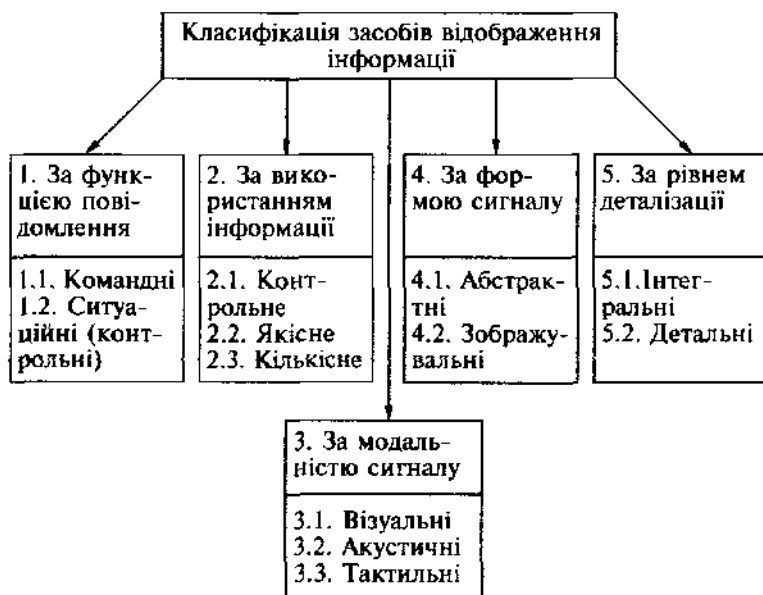 Класифікація засобів відображення
інформації
1. За функ-
цією пові-
домлення
1.1. Командні
1.2. Ситуа-
ційні (конт-
рольні)
2. За вико-
ристанням
інформації
2.1. Конт-
рольне
2.2. Якісне
2.3. Кількісне
4. За фор-
мою сигналу
4.1. Абстрак-
тні
4.2. Зображу-
вальні
5. За рівнем
деталізації
5.1.Інтег-
ральні
5.2. Детальні
3. За модаль-
ністю сигналу
3.1. Візуальні
3.2. Акустичні
3.3. Тактильні